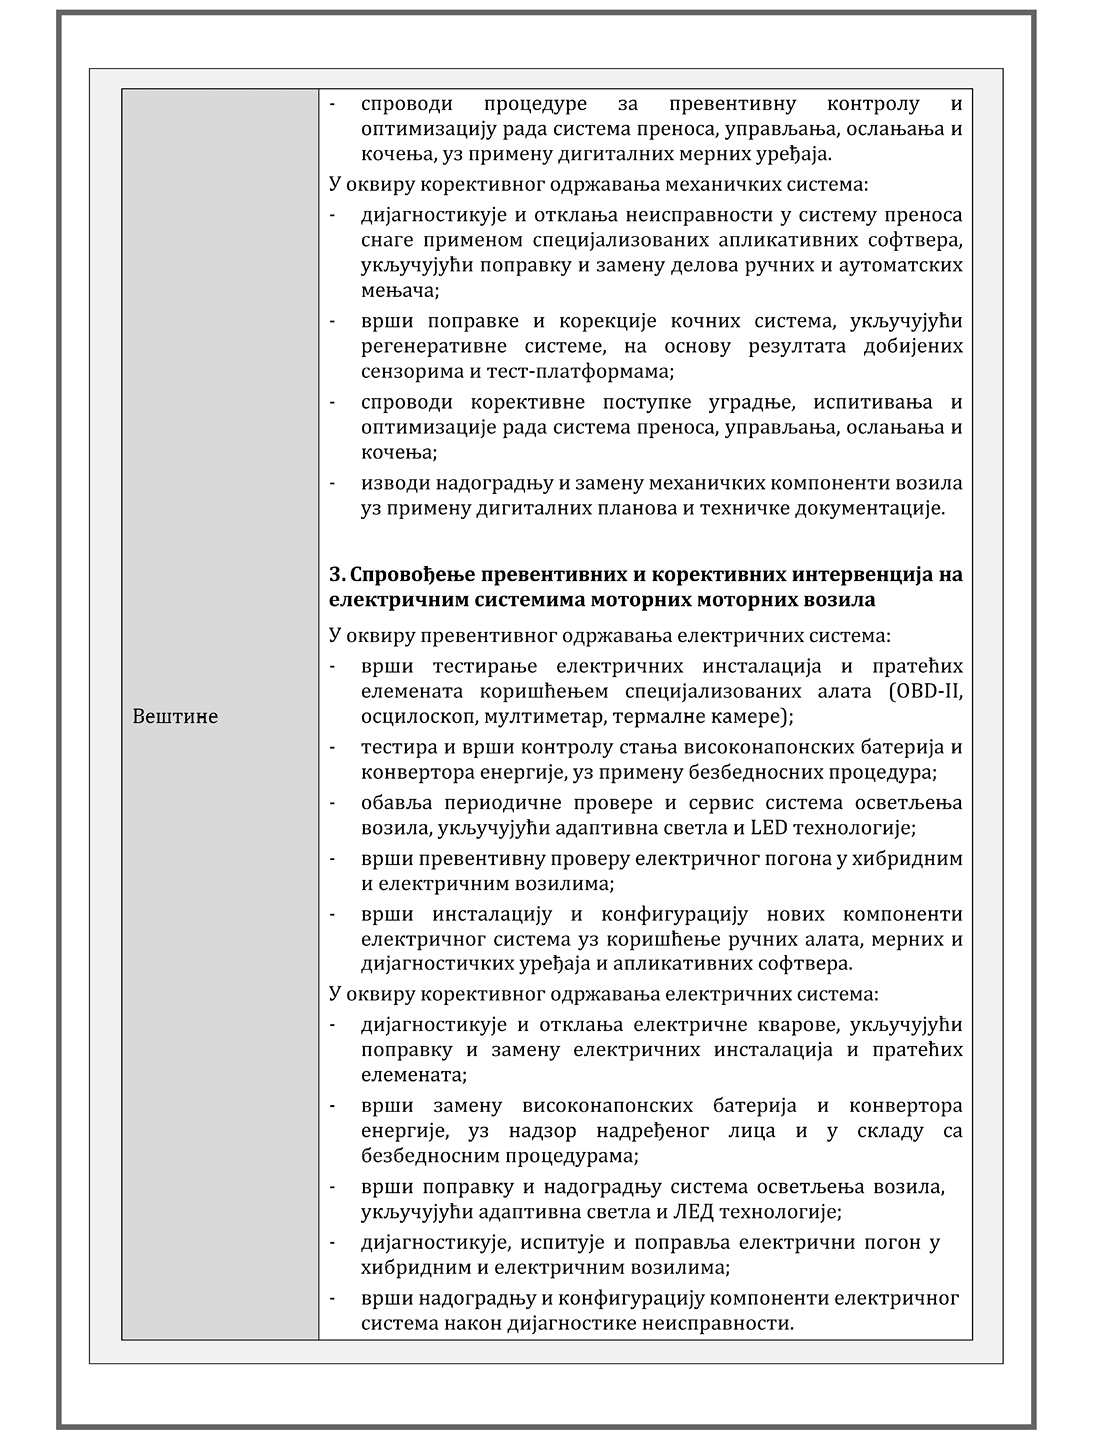 - спроводи процедуре за превентивну контролу и
оптимизацију рада система преноса, управљања, ослањања и
кочења, уз примену дигиталних мерних уређаја.
У оквиру корективног одржавања механичких система:
- дијагностикује и отклања неисправности у систему преноса
снаге применом специјализованих апликативних софтвера,
укључујући поправку и замену делова ручних и аутоматских
мењача;
- врши поправке и корекције кочних система, укључујући
регенеративне системе, на основу резултата добијених
сензорима и тест-платформама;
- спроводи корективне поступке уградње, испитивања и
оптимизације рада система преноса, управљања, ослањања и
кочења;
- изводи надоградњу и замену механичких компоненти возила
уз примену дигиталних планова и техничке документације.
3. Спровођење превентивних и корективних интервенција на
електричним системима моторних моторних возила
У оквиру превентивног одржавања електричних система:
- врши тестирање електричних инсталација и пратећих
елемената коришћењем специјализованих алата (OBD-II,
осцилоскоп, мултиметар, термалне камере);
Вештине
- тестира и врши контролу стања високонапонских батерија и
конвертора енергије, уз примену безбедносних процедура;
- обавља периодичне провере и сервис система осветљења
возила, укључујући адаптивна светла и LED технологије;
- врши превентивну проверу електричног погона у хибридним
и електричним возилима;
- врши инсталацију и конфигурацију нових компоненти
електричног система уз коришћење ручних алата, мерних и
дијагностичких уређаја и апликативних софтвера.
У оквиру корективног одржавања електричних система:
- дијагностикује и отклања електричне кварове, укључујући
поправку и замену електричних инсталација и пратећих
елемената;
- врши замену високонапонских батерија и конвертора
енергије, уз надзор надређеног лица и у складу са
безбедносним процедурама;
- врши поправку и надоградњу система осветљења возила,
укључујући адаптивна светла и ЛЕД технологије;
- дијагностикује, испитује и поправља електрични погон у
хибридним и електричним возилима;
- врши надоградњу и конфигурацију компоненти електричног
система након дијагностике неисправности.